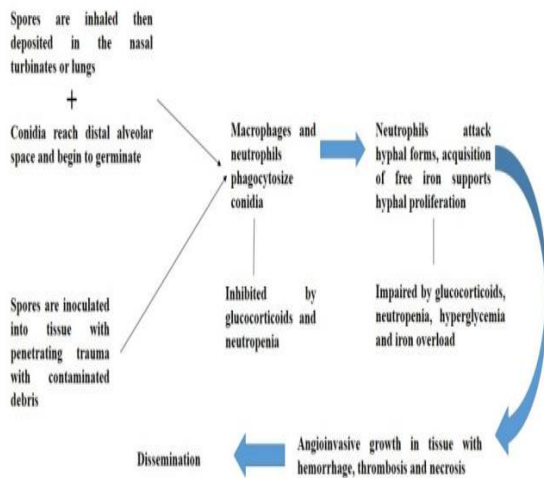 Spores are inhaled then
deposited in the nasal
turbinates or lungs
+
Conidia reach distal alveolar
space and begin to germinate
Macrophages and
neutrophils
phagocytosize
conidia
Neutrophils attack
hyphal forms, acquisition
of free iron supports
hyphal proliferation
Spores are inoculated
into tissue with
penetrating trauma
with contaminated
debris
Inhibited by
glucocorticoids and
neutropenia
Impaired by glucocorticoids,
neutropenia, hyperglycemia
and iron overload
Angioinvasive growth in tissue with
hemorrhage, thrombosis and necrosis
Dissemination